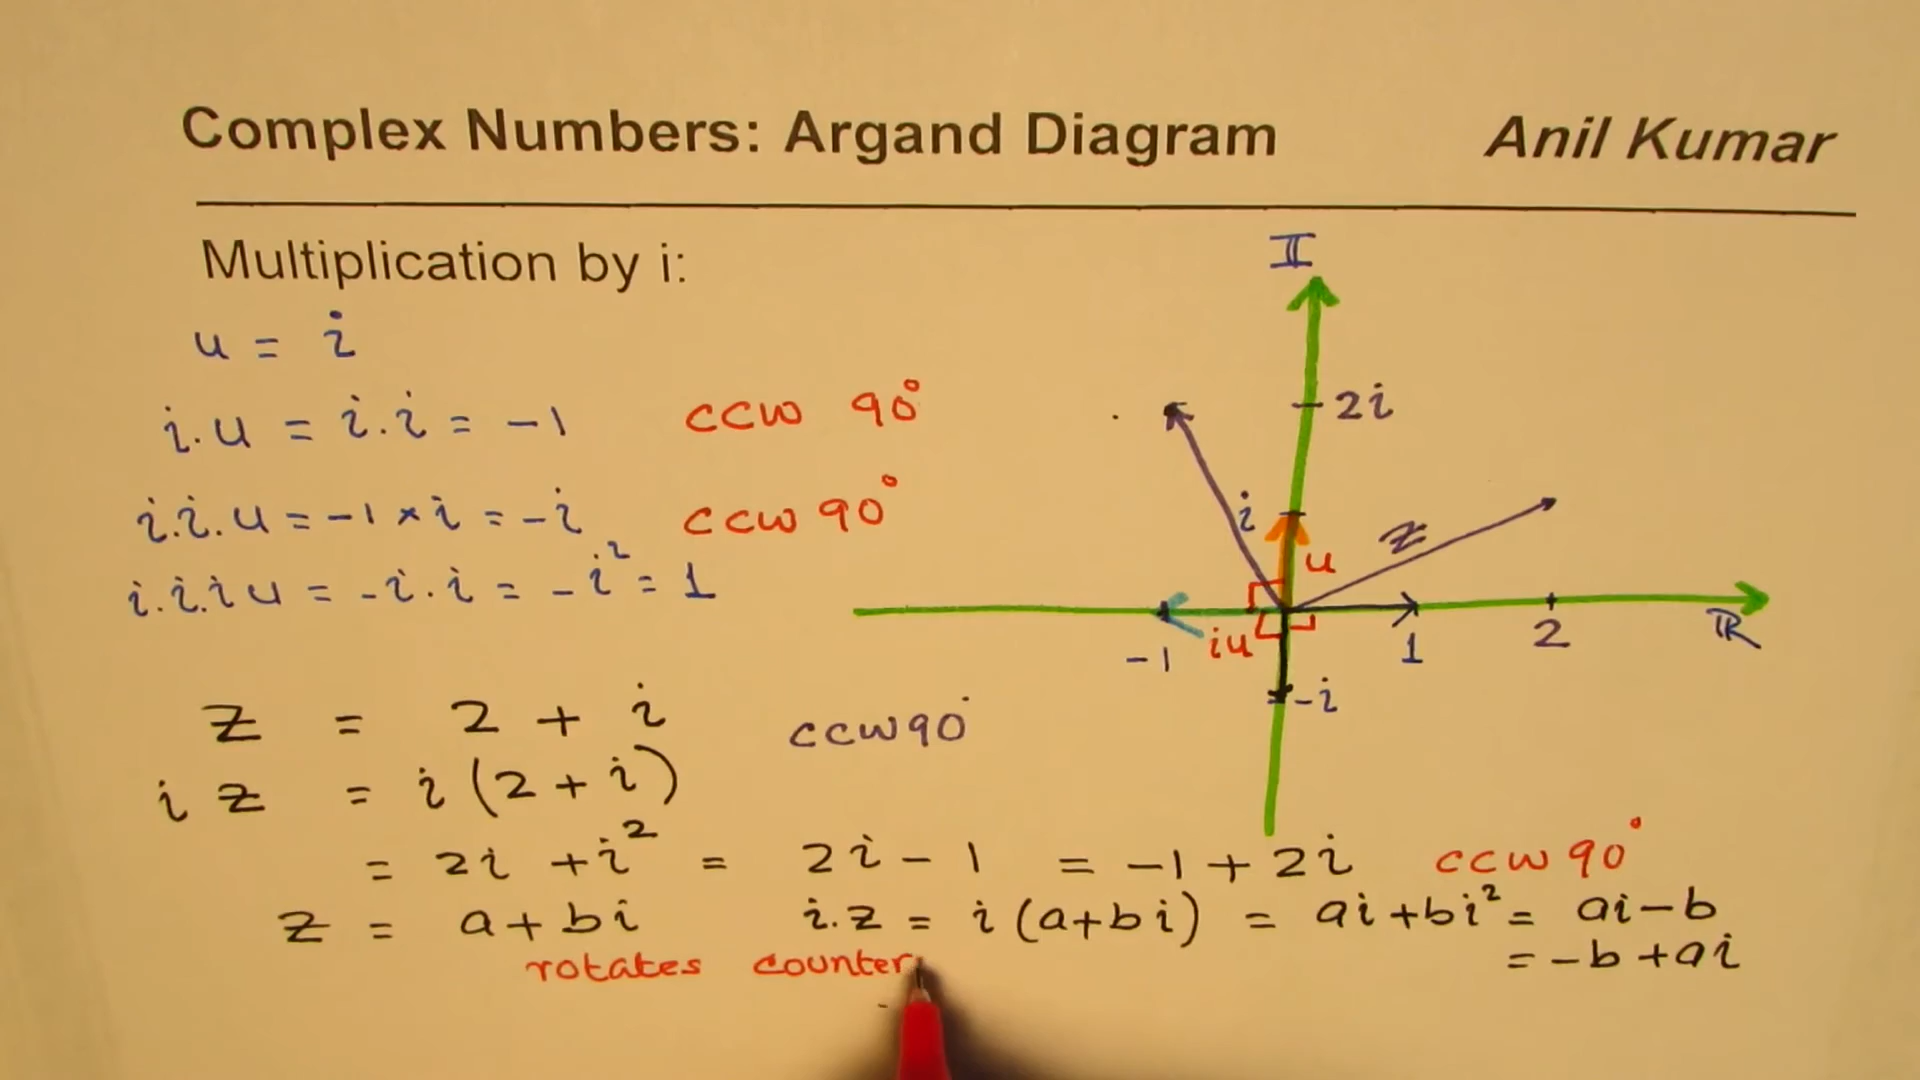 Complex Numbers: Argand Diagram Anil Kumar
Multiplication by i:
u = i
i.u = i.i = -1 ccw 90°
i.i.u = -1 × i = -i ccw 90°
i.i.i u = -i.i = -i² = 1
z = 2 + i ccw 90°
i z = i (2 + i)
= 2i + i² = 2i - 1 = -1 + 2i ccw 90°
z = a + bi i.z = i (a+bi) = ai + bi² = ai - b
= -b + ai
rotates counter
II
2i
i
z
u
iu
-1
1
2
R
-i